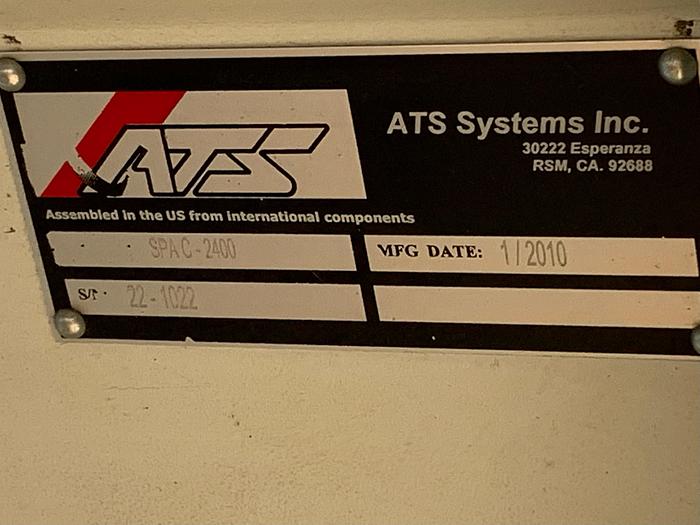 ATS
ATS Systems Inc.
30222 Esperanza
RSM, CA. 92688
Assembled in the US from international components
SPAC-2400
MFG DATE: 1/2010
S/N 22-1022